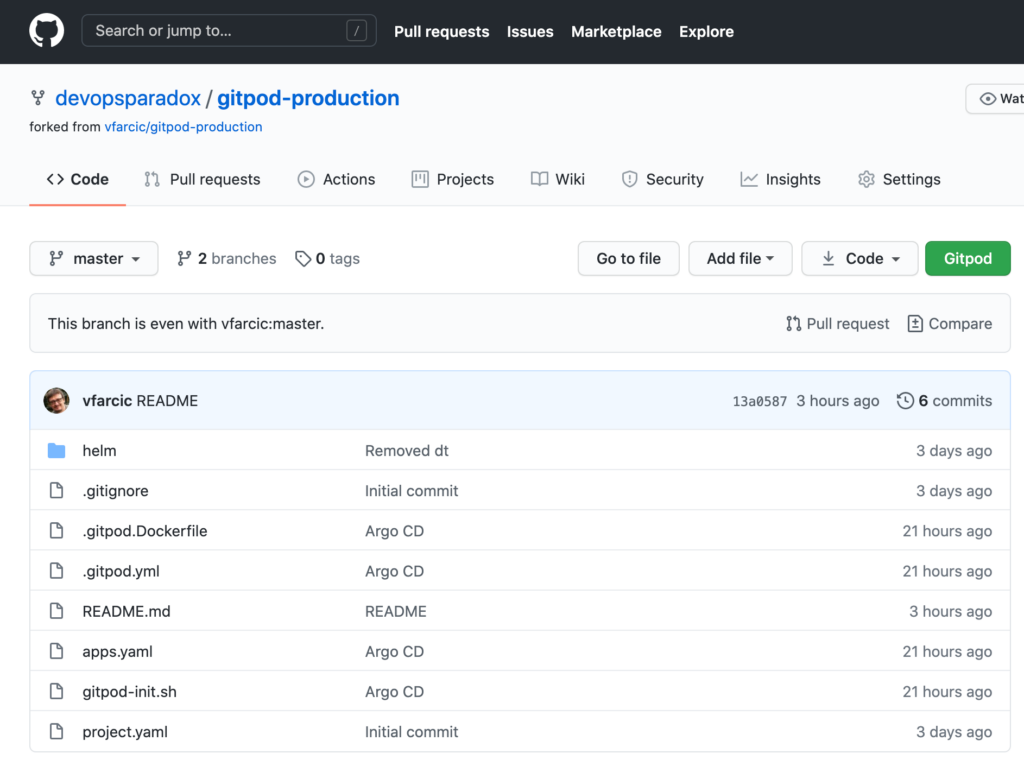 Search or jump to... /
Pull requests Issues Marketplace Explore
devopsparadox / gitpod-production
forked from vfarcic/gitpod-production
Wat
Code Pull requests Actions Projects Wiki Security Insights Settings
master 2 branches 0 tags Go to file Add file Code Gitpod
This branch is even with vfarcic:master. Pull request Compare
vfarcic README 13a0587 3 hours ago 6 commits
helm Removed dt 3 days ago
.gitignore Initial commit 3 days ago
.gitpod.Dockerfile Argo CD 21 hours ago
.gitpod.yml Argo CD 21 hours ago
README.md README 3 hours ago
apps.yaml Argo CD 21 hours ago
gitpod-init.sh Argo CD 21 hours ago
project.yaml Initial commit 3 days ago